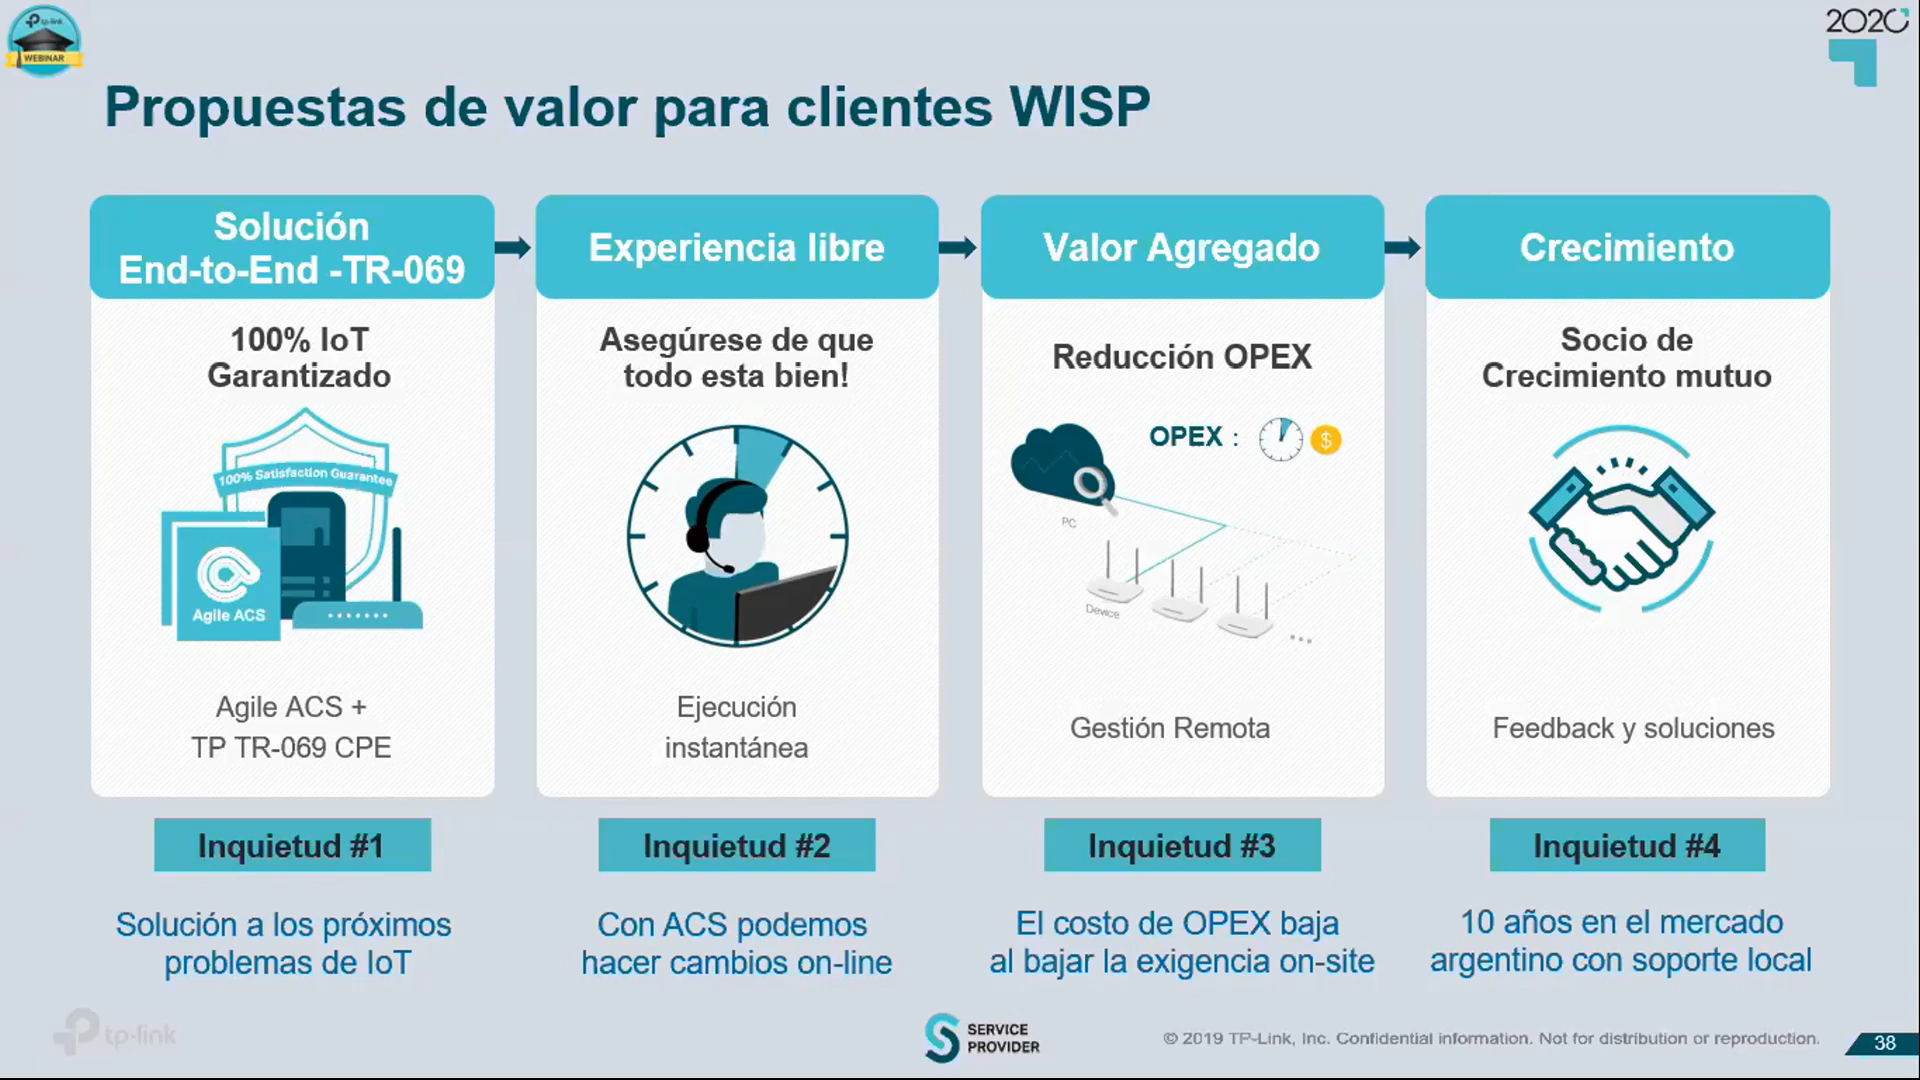 tp-link
WEBINAR
2020
Propuestas de valor para clientes WISP
Solución
End-to-End -TR-069
100% IoT
Garantizado
100% Satisfaction Guarantee
Agile ACS
Agile ACS +
TP TR-069 CPE
Inquietud #1
Solución a los próximos
problemas de IoT
Experiencia libre
Asegúrese de que
todo esta bien!
Ejecución
instantánea
Inquietud #2
Con ACS podemos
hacer cambios on-line
Valor Agregado
Reducción OPEX
OPEX :
$
PC
Device
Gestión Remota
Inquietud #3
El costo de OPEX baja
al bajar la exigencia on-site
Crecimiento
Socio de
Crecimiento mutuo
Feedback y soluciones
Inquietud #4
10 años en el mercado
argentino con soporte local
tp-link
SERVICE
PROVIDER
© 2019 TP-Link, Inc. Confidential information. Not for distribution or reproduction.
38